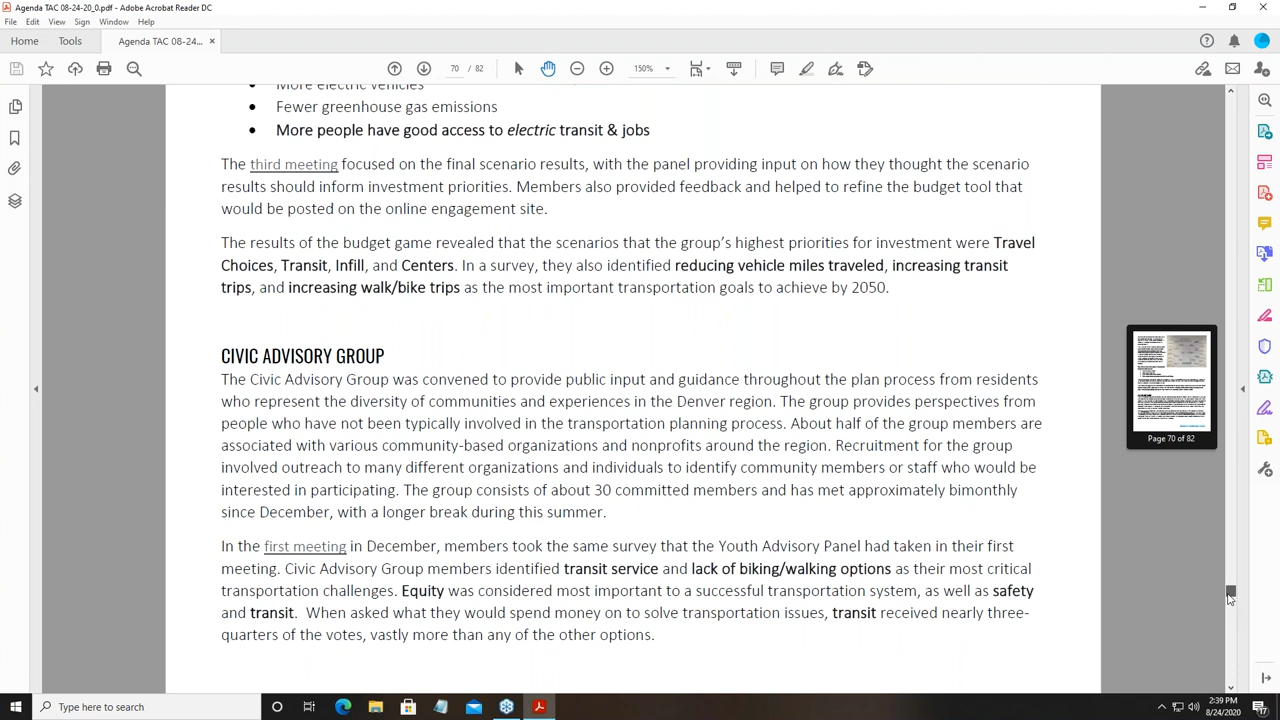 Agenda TAC 08-24-20_0.pdf - Adobe Acrobat Reader DC
File Edit View Sign Window Help
Home Tools Agenda TAC 08-24... ×
70 / 82 150%
More electric vehicles
• Fewer greenhouse gas emissions
• More people have good access to electric transit & jobs
The third meeting focused on the final scenario results, with the panel providing input on how they thought the scenario
results should inform investment priorities. Members also provided feedback and helped to refine the budget tool that
would be posted on the online engagement site.
The results of the budget game revealed that the scenarios that the group's highest priorities for investment were Travel
Choices, Transit, Infill, and Centers. In a survey, they also identified reducing vehicle miles traveled, increasing transit
trips, and increasing walk/bike trips as the most important transportation goals to achieve by 2050.
CIVIC ADVISORY GROUP
The Civic Advisory Group was convened to provide public input and guidance throughout the plan process from residents
who represent the diversity of communities and experiences in the Denver region. The group provides perspectives from
people who have not been typically involved in the transportation planning process. About half of the group members are
associated with various community-based organizations and nonprofits around the region. Recruitment for the group
involved outreach to many different organizations and individuals to identify community members or staff who would be
interested in participating. The group consists of about 30 committed members and has met approximately bimonthly
since December, with a longer break during this summer.
In the first meeting in December, members took the same survey that the Youth Advisory Panel had taken in their first
meeting. Civic Advisory Group members identified transit service and lack of biking/walking options as their most critical
transportation challenges. Equity was considered most important to a successful transportation system, as well as safety
and transit. When asked what they would spend money on to solve transportation issues, transit received nearly three-
quarters of the votes, vastly more than any of the other options.
Page 70 of 82
Type here to search
2:39 PM
8/24/2020
17